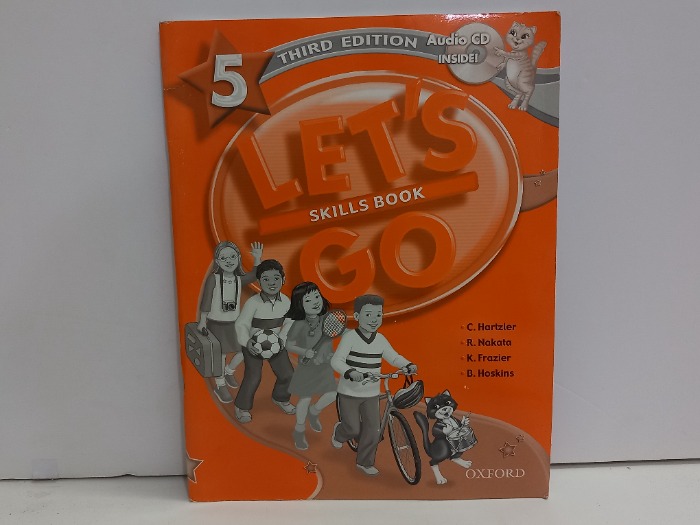 5
THIRD EDITION
Audio CD
INSIDE!
LET'S
SKILLS BOOK
GO
C. Hartzler
R. Nakata
K. Frazier
B. Hoskins
OXFORD